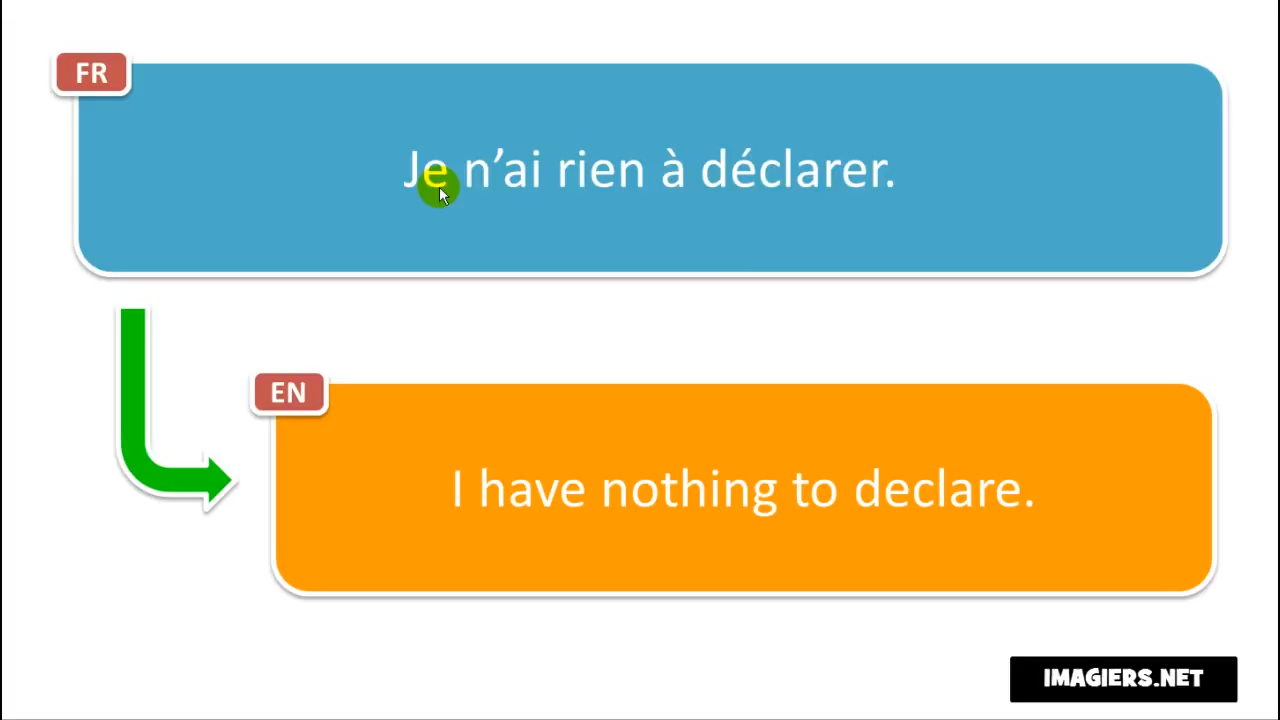 FR
Je n’ai rien à déclarer.
EN
I have nothing to declare.
IMAGIERS.NET